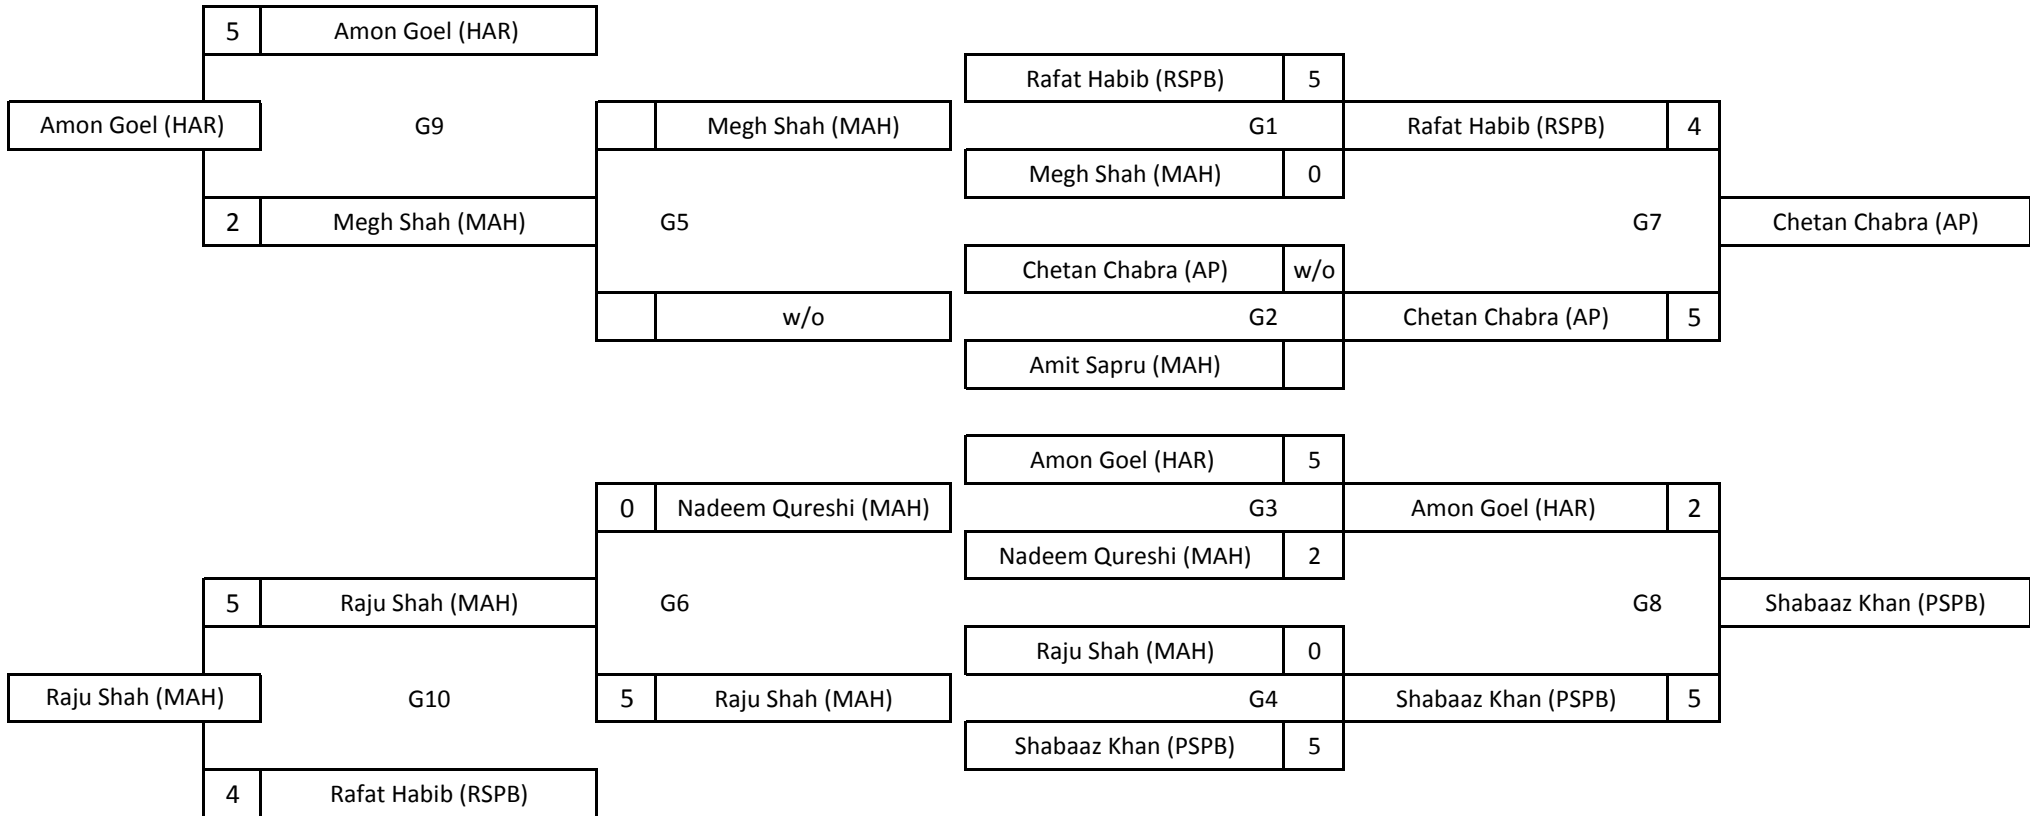 5 Amon Goel (HAR)
Rafat Habib (RSPB) 5
Amon Goel (HAR) G9 Megh Shah (MAH) G1 Rafat Habib (RSPB) 4
Megh Shah (MAH) 0
2 Megh Shah (MAH) G5 G7 Chetan Chabra (AP)
Chetan Chabra (AP) w/o
w/o G2 Chetan Chabra (AP) 5
Amit Sapru (MAH)
Amon Goel (HAR) 5
0 Nadeem Qureshi (MAH) G3 Amon Goel (HAR) 2
Nadeem Qureshi (MAH) 2
5 Raju Shah (MAH) G6 G8 Shabaaz Khan (PSPB)
Raju Shah (MAH) 0
Raju Shah (MAH) G10 5 Raju Shah (MAH) G4 Shabaaz Khan (PSPB) 5
Shabaaz Khan (PSPB) 5
4 Rafat Habib (RSPB)